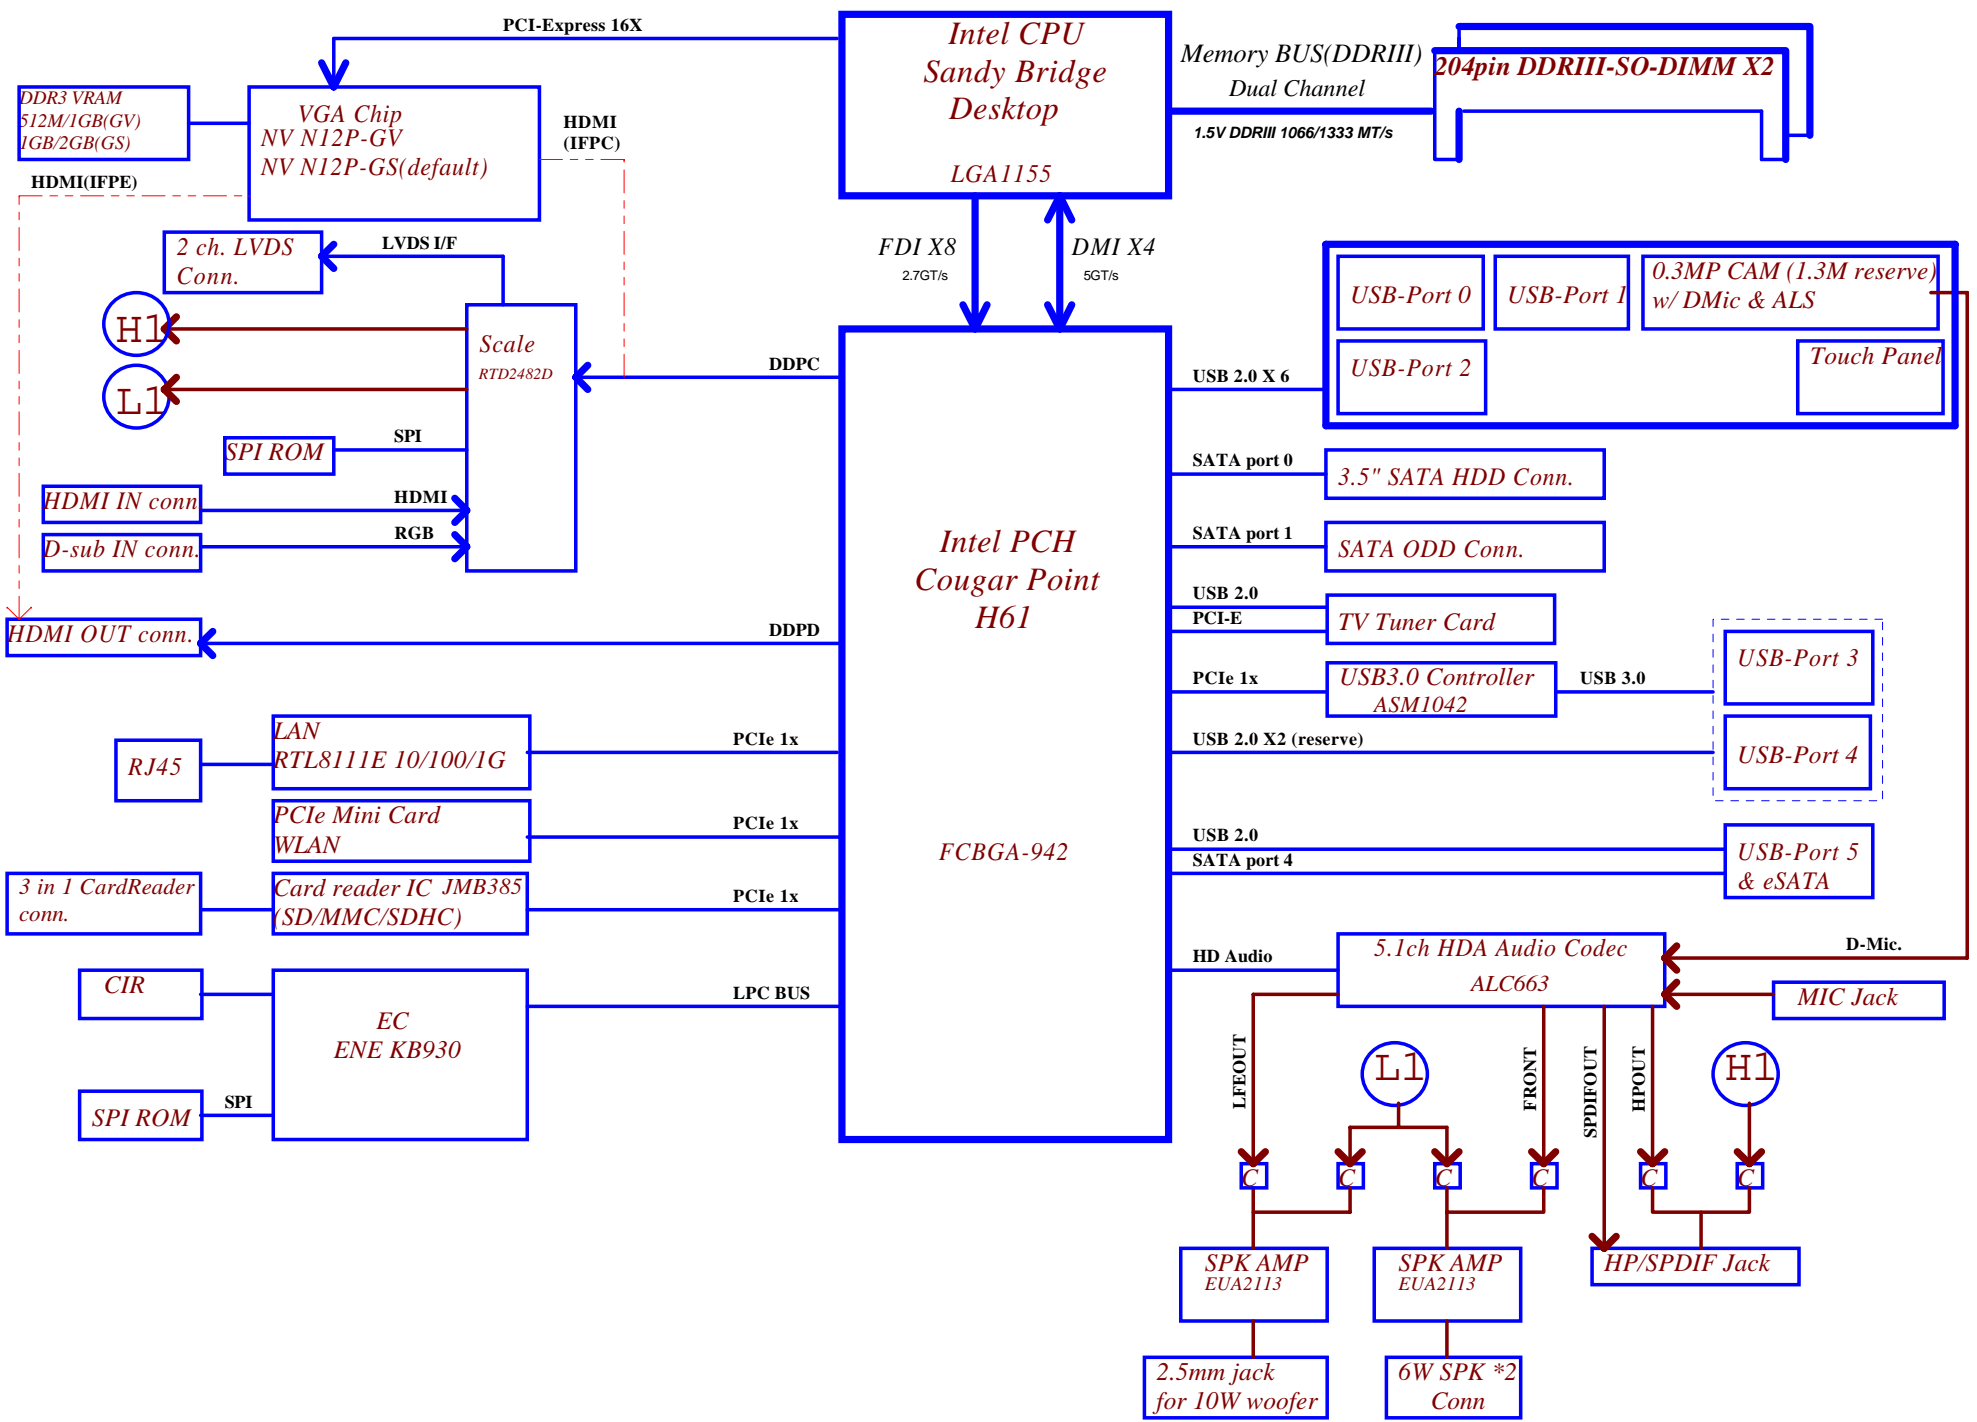 PCI-Express 16X
Intel CPU
Sandy Bridge
Desktop
LGA1155
Memory BUS(DDRIII)
Dual Channel
1.5V DDRIII 1066/1333 MT/s
204pin DDRIII-SO-DIMM X2
DDR3 VRAM
512M/1GB(GV)
1GB/2GB(GS)
VGA Chip
NV N12P-GV
NV N12P-GS(default)
HDMI
(IFPC)
HDMI(IFPE)
2 ch. LVDS
Conn.
LVDS I/F
FDI X8
2.7GT/s
DMI X4
5GT/s
H1
L1
Scale
RTD2482D
DDPC
SPI ROM
SPI
HDMI IN conn.
HDMI
D-sub IN conn.
RGB
HDMI OUT conn.
DDPD
Intel PCH
Cougar Point
H61
FCBGA-942
USB 2.0 X 6
USB-Port 0
USB-Port 1
0.3MP CAM (1.3M reserve)
w/ DMic & ALS
USB-Port 2
Touch Panel
SATA port 0
3.5" SATA HDD Conn.
SATA port 1
SATA ODD Conn.
USB 2.0
PCI-E
TV Tuner Card
PCIe 1x
USB3.0 Controller
ASM1042
USB 3.0
USB-Port 3
USB 2.0 X2 (reserve)
USB-Port 4
USB 2.0
SATA port 4
USB-Port 5
& eSATA
RJ45
LAN
RTL8111E 10/100/1G
PCIe 1x
PCIe Mini Card
WLAN
PCIe 1x
3 in 1 CardReader
conn.
Card reader IC JMB385
(SD/MMC/SDHC)
PCIe 1x
CIR
EC
ENE KB930
LPC BUS
SPI ROM
SPI
HD Audio
5.1ch HDA Audio Codec
ALC663
D-Mic.
MIC Jack
LFEOUT
L1
FRONT
SPDIFOUT
HPOUT
H1
C
C
C
C
C
C
SPK AMP
EUA2113
SPK AMP
EUA2113
HP/SPDIF Jack
2.5mm jack
for 10W woofer
6W SPK *2
Conn